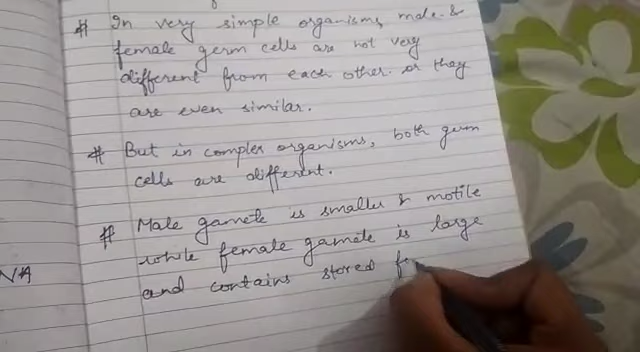 # In very simple organisms, male &
female germ cells are not very
different from each other. or they
are even similar.
# But in complex organisms, both germ
cells are different.
# Male gamete is smaller & motile
while female gamete is large
and contains stored fo
NA